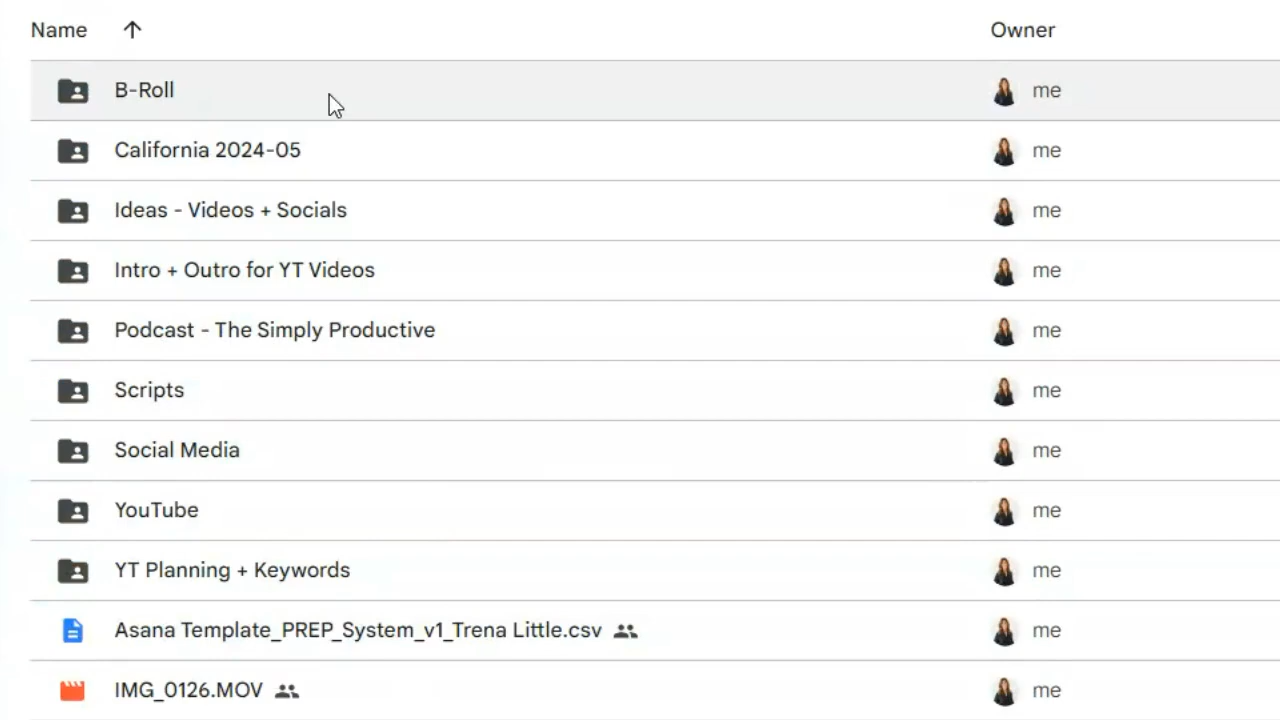 Name Owner
B-Roll me
California 2024-05 me
Ideas - Videos + Socials me
Intro + Outro for YT Videos me
Podcast - The Simply Productive me
Scripts me
Social Media me
YouTube me
YT Planning + Keywords me
Asana Template_PREP_System_v1_Trena Little.csv me
IMG_0126.MOV me